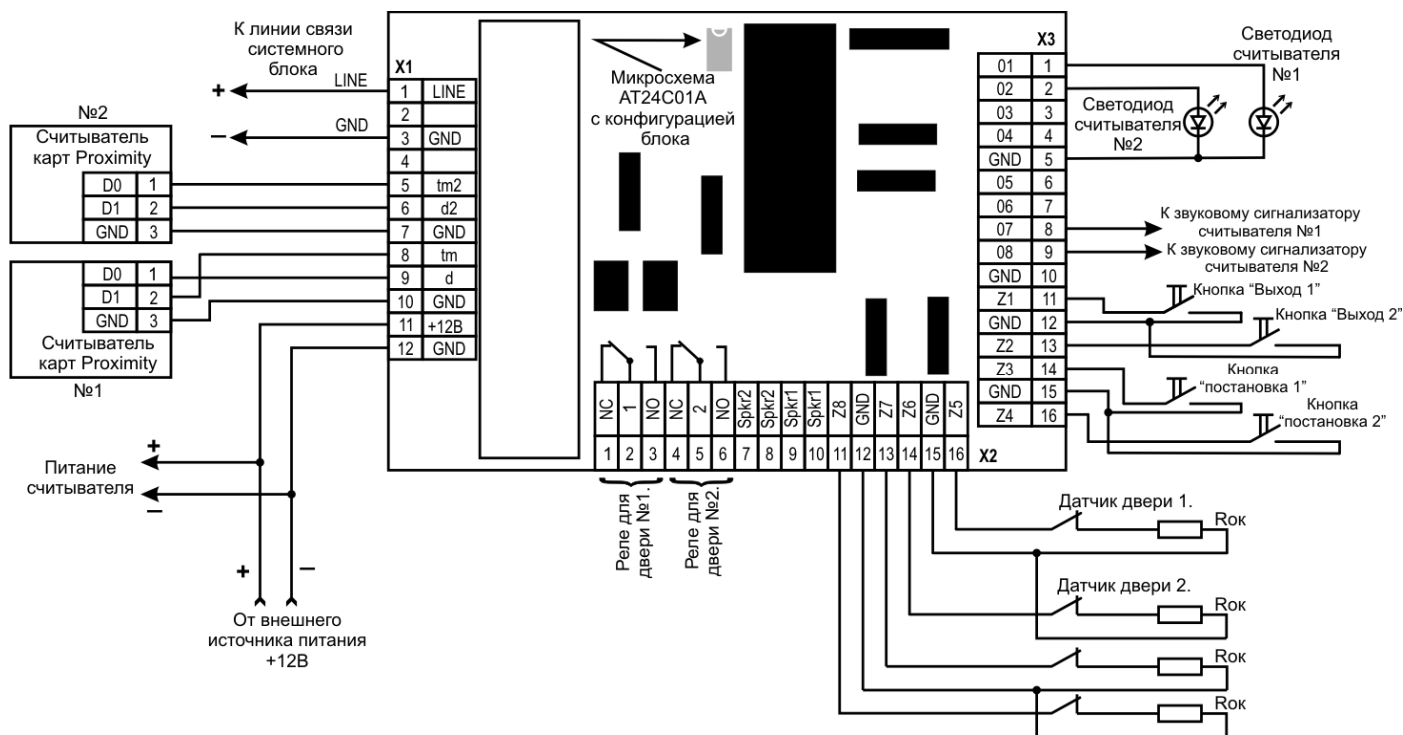 К линии связи
системного
блока
LINE
+
GND
–
№2
Считыватель
карт Proximity
D0 1
D1 2
GND 3
D0 1
D1 2
GND 3
Считыватель
карт Proximity
№1
+
Питание
считывателя
–
+
–
От внешнего
источника питания
+12В
X1
1 LINE
2
3 GND
4
5 tm2
6 d2
7 GND
8 tm
9 d
10 GND
11 +12В
12 GND
Микросхема
AT24C01A
с конфигурацией
блока
NC 1 NO NC 2 NO Spkr2 Spkr2 Spkr1 Spkr1 Z8 GND Z7 Z6 GND Z5
1 2 3 4 5 6 7 8 9 10 11 12 13 14 15 16
X2
Реле для
двери №1.
Реле для
двери №2.
X3
01 1
02 2
03 3
04 4
GND 5
05 6
06 7
07 8
08 9
GND 10
Z1 11
GND 12
Z2 13
Z3 14
GND 15
Z4 16
Светодиод
считывателя
№1
Светодиод
считывателя
№2
К звуковому сигнализатору
считывателя №1
К звуковому сигнализатору
считывателя №2
Кнопка “Выход 1”
Кнопка “Выход 2”
Кнопка
“постановка 1”
Кнопка
“постановка 2”
Датчик двери 1.
Rок
Датчик двери 2.
Rок
Rок
Rок